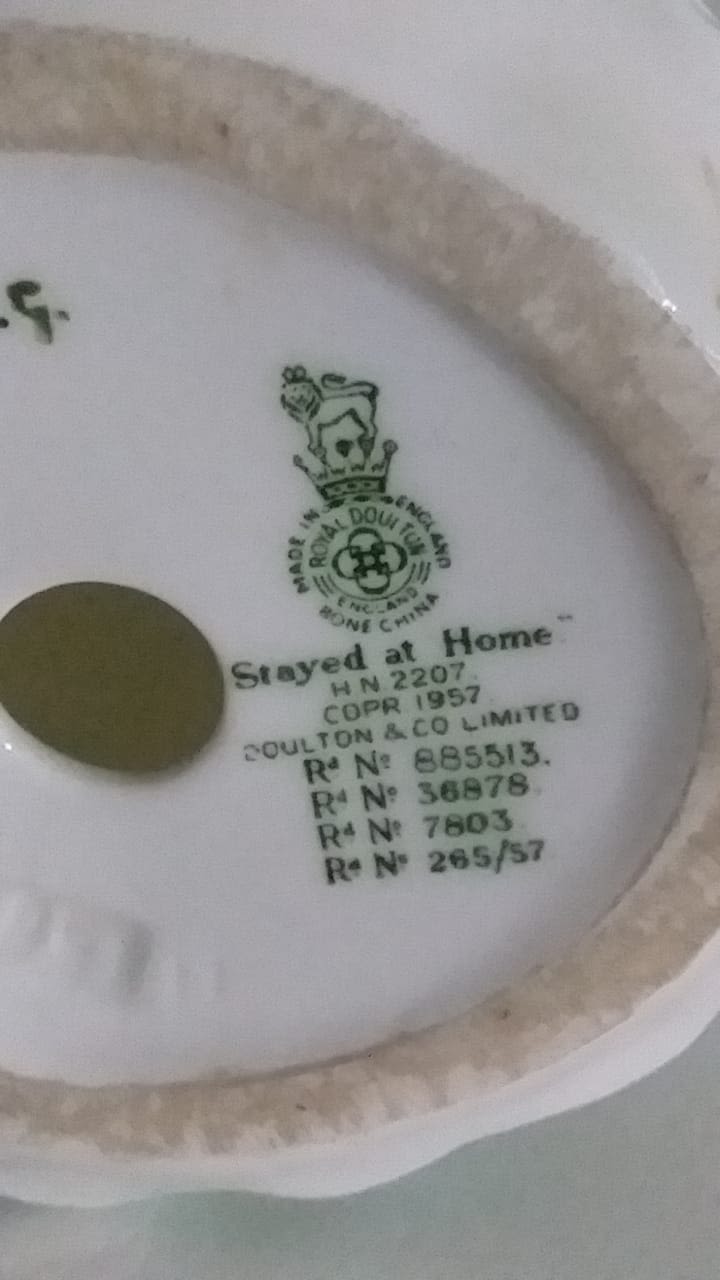 .G.
MADE IN ENGLAND
ROYAL DOULTON
ENGLAND
BONE CHINA
Stayed at Home"
H N 2207.
COPR 1957.
DOULTON & CO LIMITED
Rd No 885513.
Rd No 36878.
Rd No 7803.
Rd No 265/57